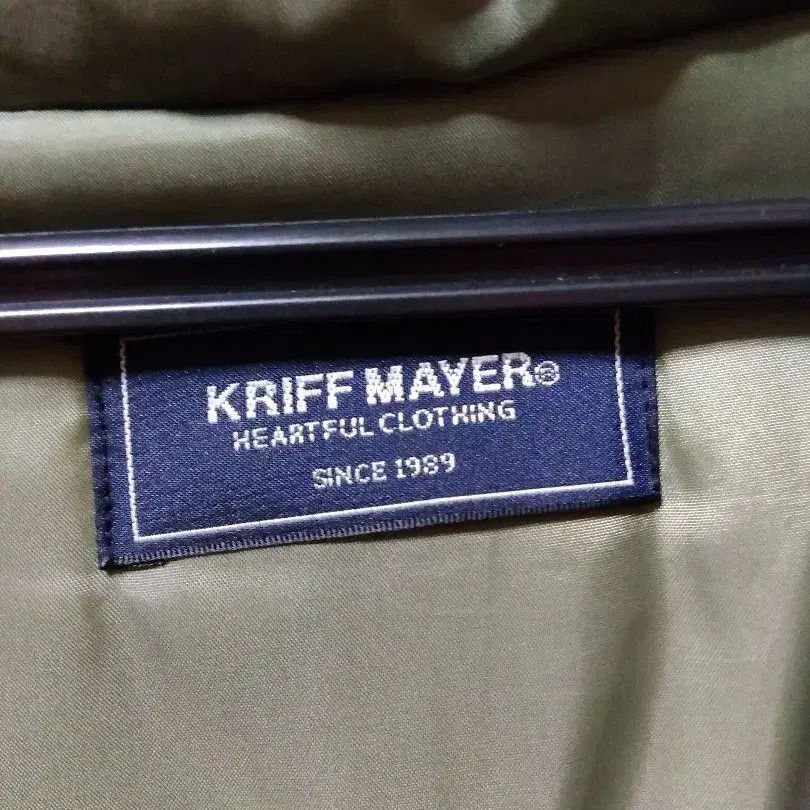 KRIFF MAYER®
HEARTFUL CLOTHING
SINCE 1989